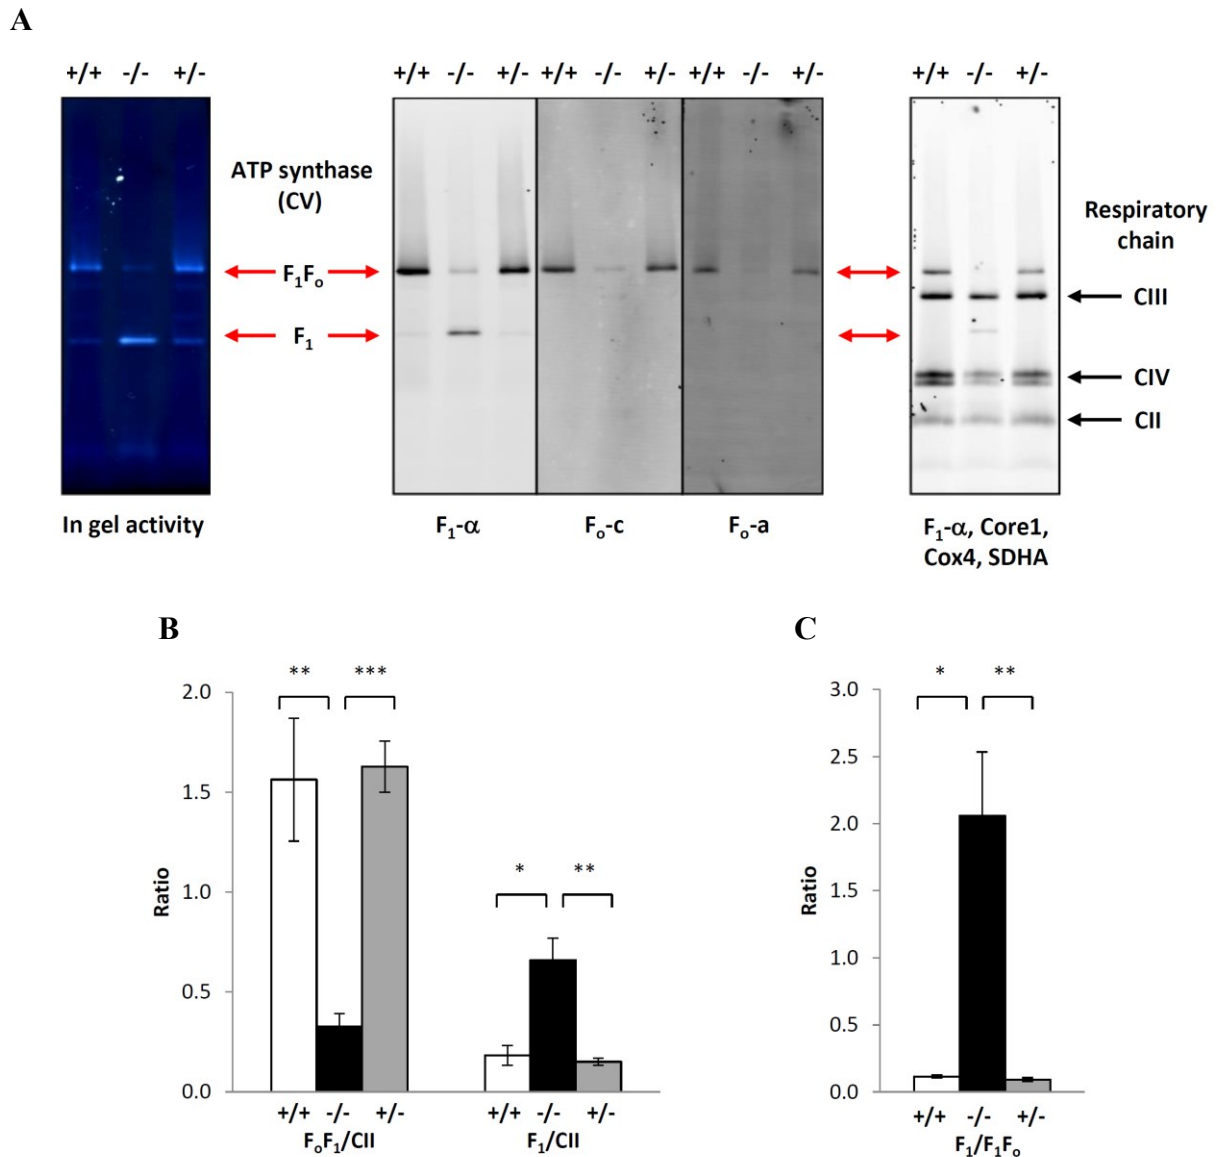 A
+/+ -/- +/- +/+ -/- +/- +/+ -/- +/- +/+ -/- +/- +/+ -/- +/-
ATP synthase
(CV)
F₁Fₒ
F₁
Respiratory
chain
CIII
CIV
CII
In gel activity
F₁-α
Fₒ-c
Fₒ-a
F₁-α, Core1,
Cox4, SDHA
B
** ***
2.0
1.5
1.0
0.5
0.0
Ratio
* **
+/+ -/- +/- +/+ -/- +/-
FₒF₁/CII F₁/CII
C
* **
3.0
2.5
2.0
1.5
1.0
0.5
0.0
Ratio
+/+ -/- +/-
F₁/F₁Fₒ